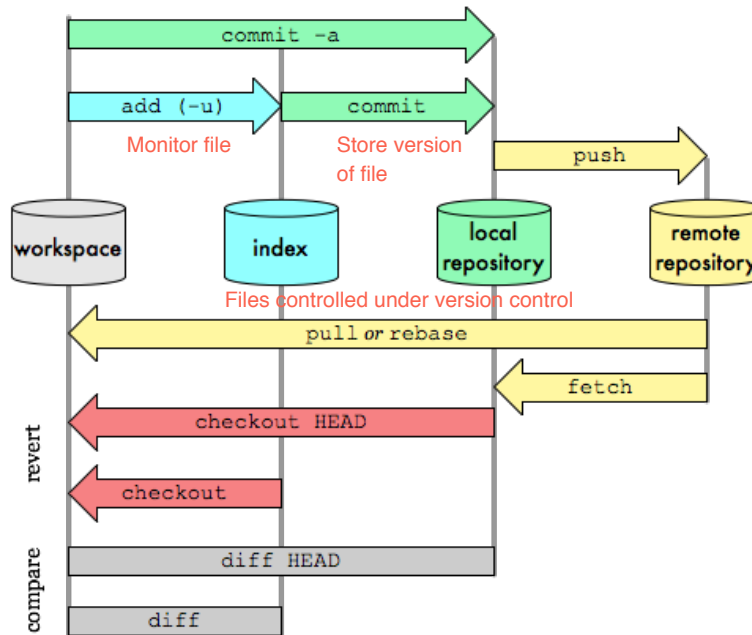 commit -a
add (-u)
commit
Monitor file
Store version
of file
push
workspace
index
local
repository
remote
repository
Files controlled under version control
pull or rebase
fetch
revert
checkout HEAD
checkout
compare
diff HEAD
diff